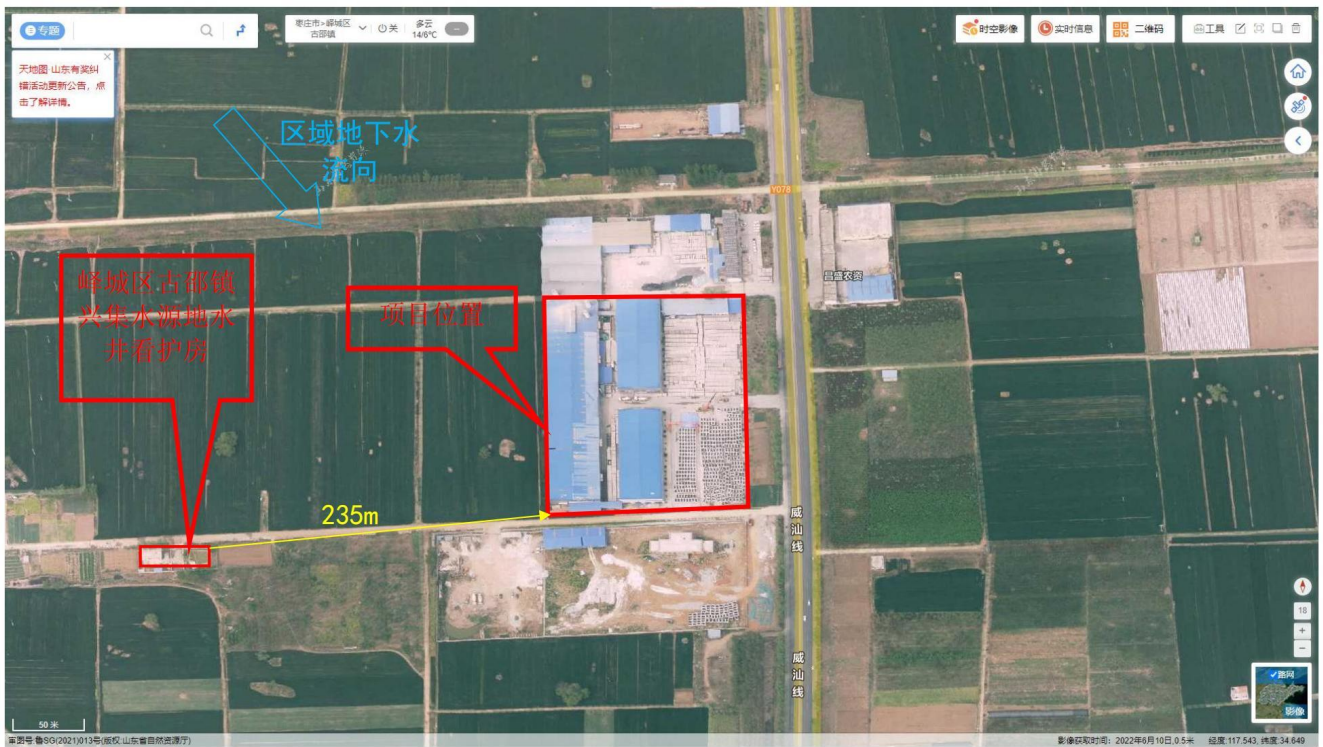 专题
枣庄市>峄城区
古邵镇
关
多云
14/6℃
时空影像
实时信息
二维码
工具
天地图·山东有奖纠
错活动更新公告，点
击了解详情。
区域地下水
流向
Y078
峄城区古邵镇
兴集水源地水
井看护房
项目位置
昌盛农资
235m
威汕线
威汕线
18
+
−
路网
影像
50 米
审图号:鲁SG(2021)013号(版权:山东省自然资源厅)
影像获取时间：2022年6月10日,0.5米 经度:117.543, 纬度:34.649